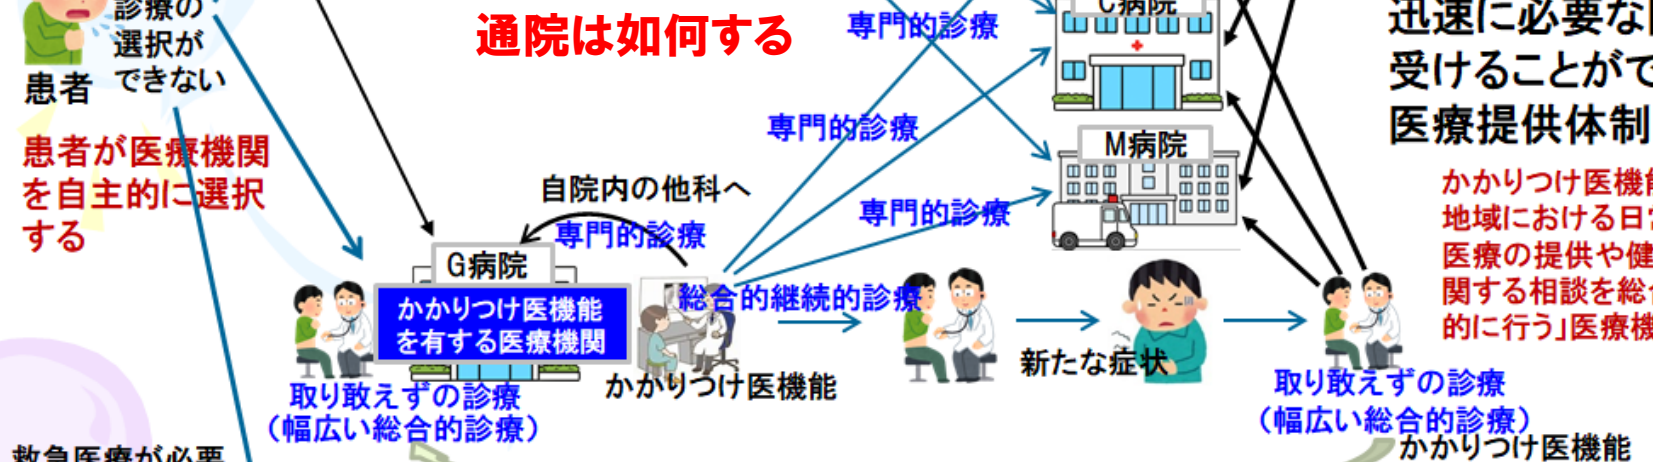 診療の
選択が
できない
患者
患者が医療機関
を自主的に選択
する
救急医療が必要
通院は如何する
専門的診療
専門的診療
専門的診療
自院内の他科へ
専門的診療
G病院
かかりつけ医機能
を有する医療機関
取り敢えずの診療
（幅広い総合的診療）
総合的継続的診療
かかりつけ医機能
新たな症状
C病院
M病院
取り敢えずの診療
（幅広い総合的診療）
かかりつけ医機能
迅速に必要な
受けることがで
医療提供体制
かかりつけ医機能
地域における日常
医療の提供や健
関する相談を総合
的に行う」医療機